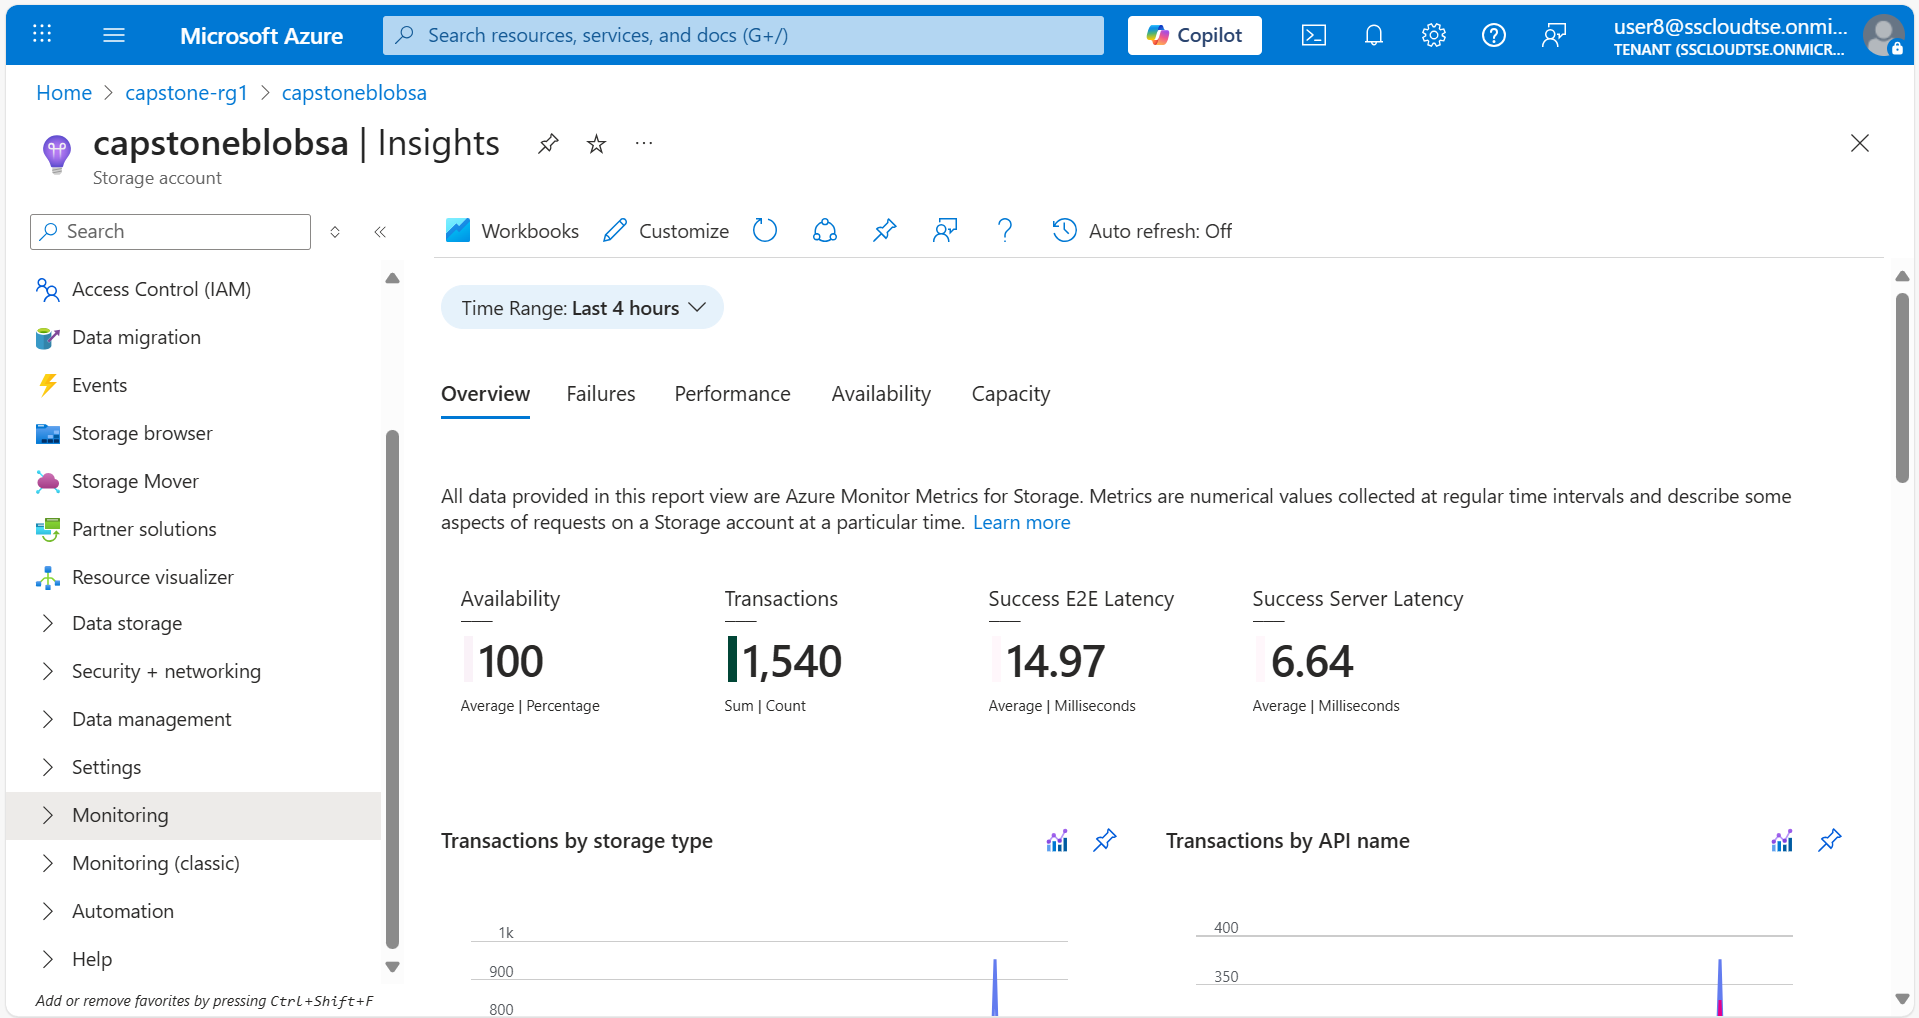 Microsoft Azure
Search resources, services, and docs (G+/)
Copilot
user8@sscloudtse.onmi...
TENANT (SSCLOUDTSE.ONMICR...
Home > capstone-rg1 > capstoneblobsa
capstoneblobsa | Insights
Storage account
Search
Workbooks
Customize
Auto refresh: Off
Access Control (IAM)
Data migration
Events
Storage browser
Storage Mover
Partner solutions
Resource visualizer
Data storage
Security + networking
Data management
Settings
Monitoring
Monitoring (classic)
Automation
Help
Add or remove favorites by pressing Ctrl+Shift+F
Time Range: Last 4 hours
Overview
Failures
Performance
Availability
Capacity
All data provided in this report view are Azure Monitor Metrics for Storage. Metrics are numerical values collected at regular time intervals and describe some
aspects of requests on a Storage account at a particular time. Learn more
Availability
100
Average | Percentage
Transactions
1,540
Sum | Count
Success E2E Latency
14.97
Average | Milliseconds
Success Server Latency
6.64
Average | Milliseconds
Transactions by storage type
1k
900
800
Transactions by API name
400
350